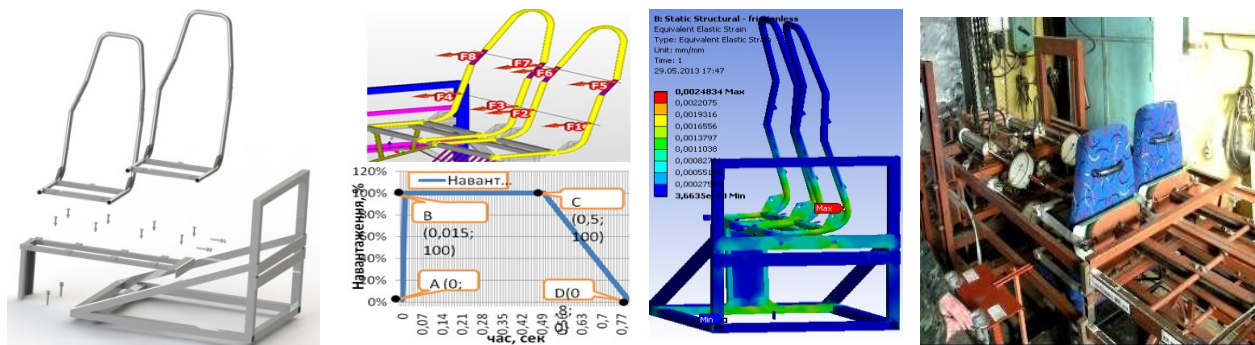 F8
F7
F6
F5
F4
F3
F2
F1
120%
100%
80%
60%
40%
20%
0%
Навантаження,%
Навант...
B
(0,015;
100)
C
(0,5;
100)
A (0;
D(0
0
0,07
0,14
0,21
0,28
0,35
0,42
0,49
0,63
0,7
0,77
час, сек
B: Static Structural - frictionless
Equivalent Elastic Strain
Type: Equivalent Elastic Strain
Unit: mm/mm
Time: 1
29.05.2013 17:47
0,0024834 Max
0,0022075
0,0019316
0,0016556
0,0013797
0,0011038
Max
Min